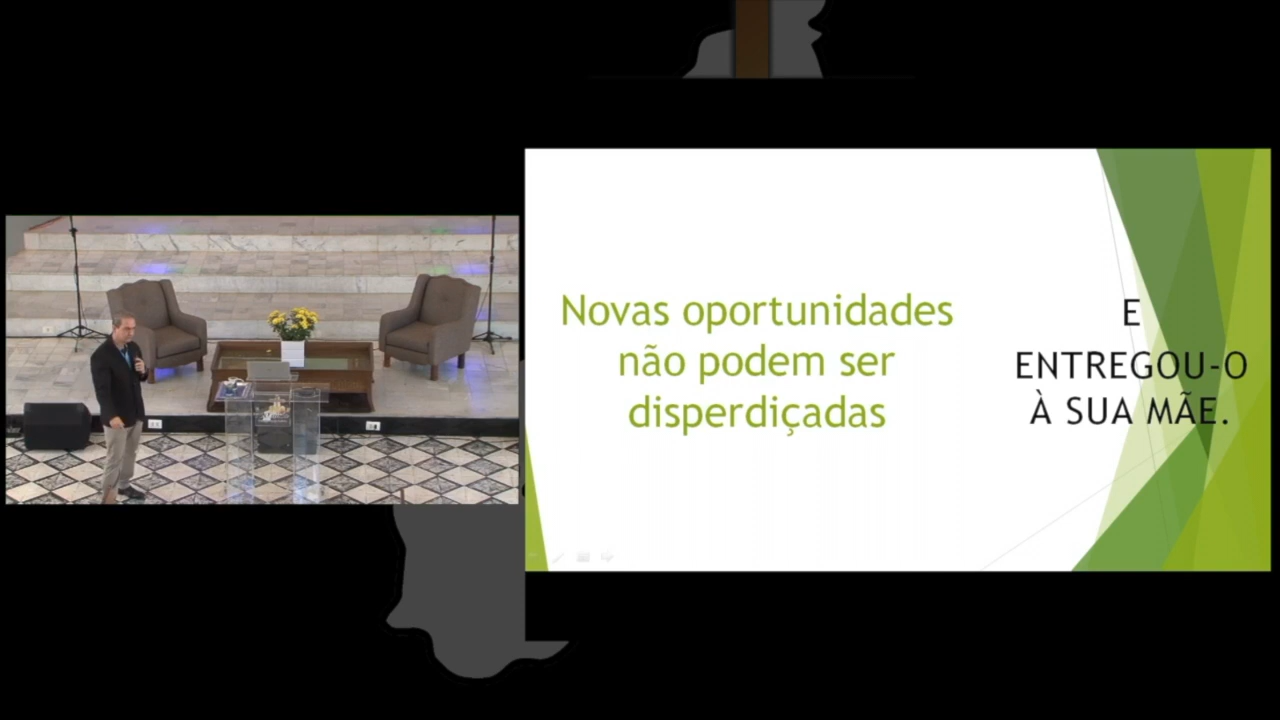 Novas oportunidades
não podem ser
disperdiçadas
E
ENTREGOU-O
À SUA MÃE.